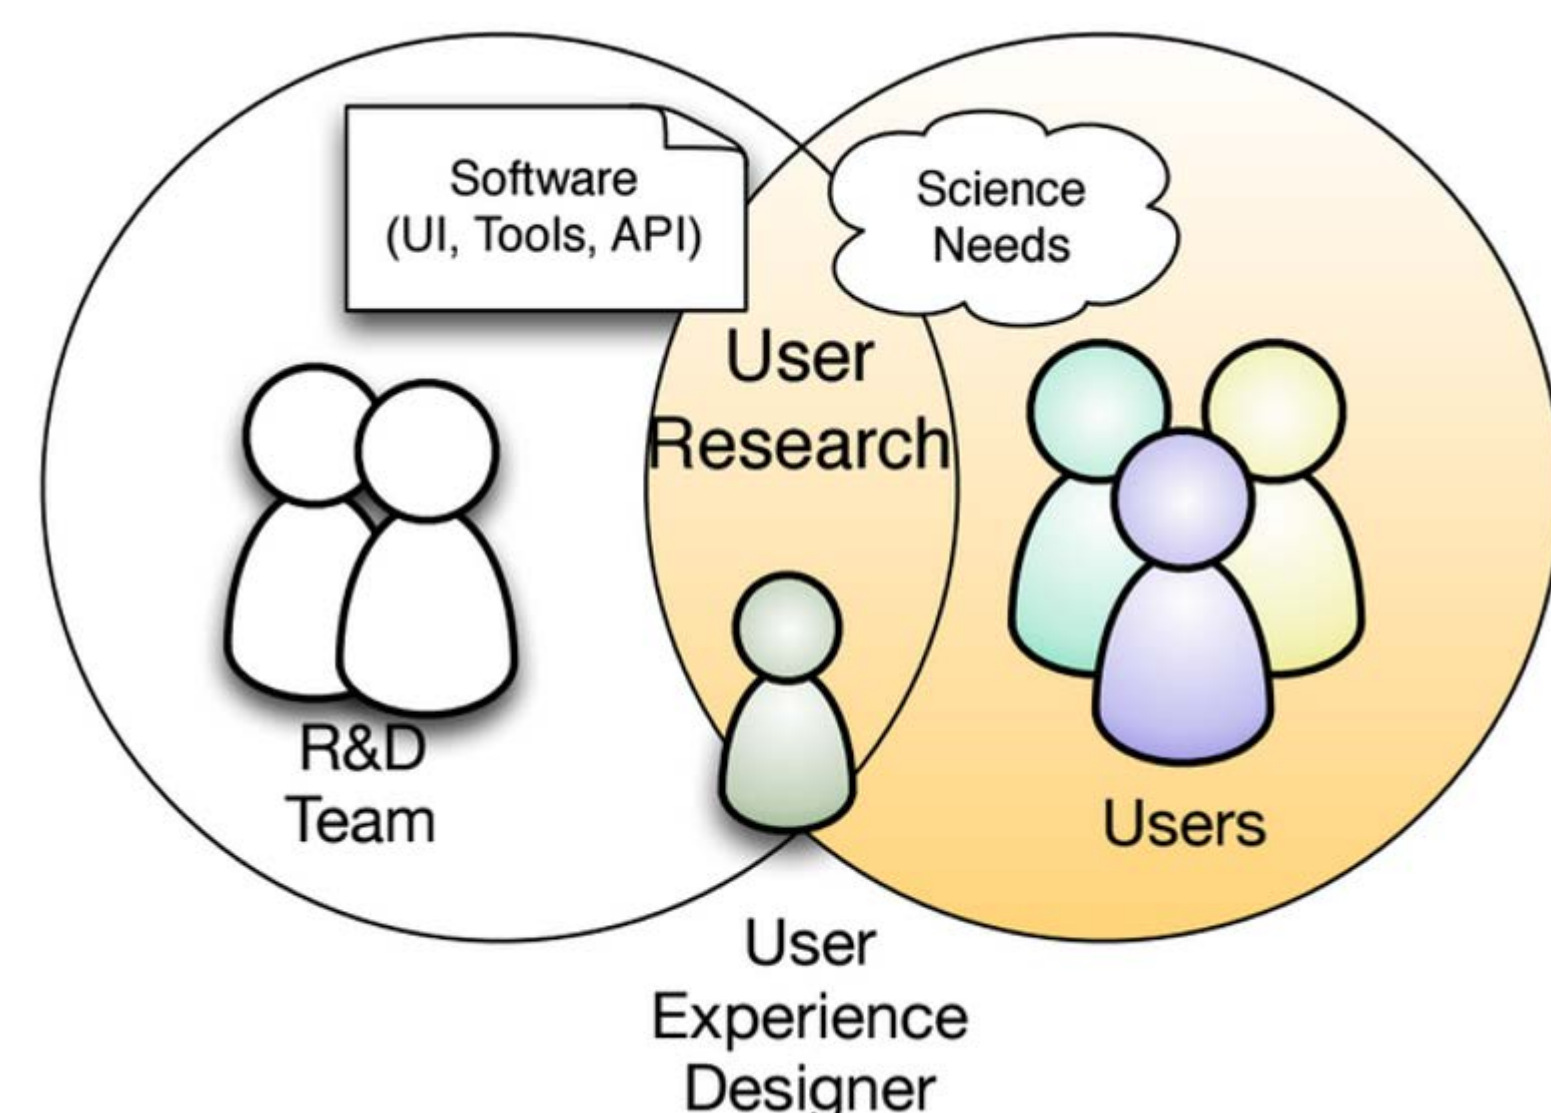 Software
(UI, Tools, API)
Science
Needs
User
Research
R&D
Team
Users
User
Experience
Designer